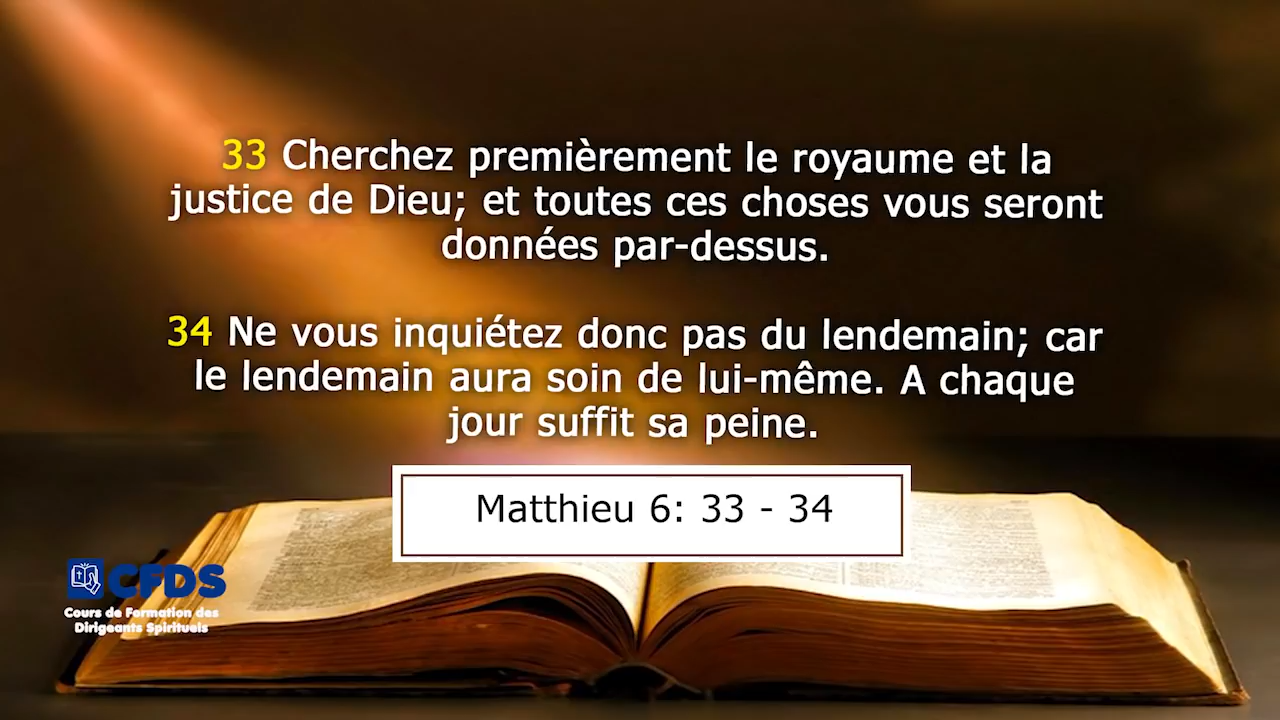 33 Cherchez premièrement le royaume et la
justice de Dieu; et toutes ces choses vous seront
données par-dessus.
34 Ne vous inquiétez donc pas du lendemain; car
le lendemain aura soin de lui-même. A chaque
jour suffit sa peine.
Matthieu 6: 33 - 34
CFDS
Cours de Formation des
Dirigeants Spirituels